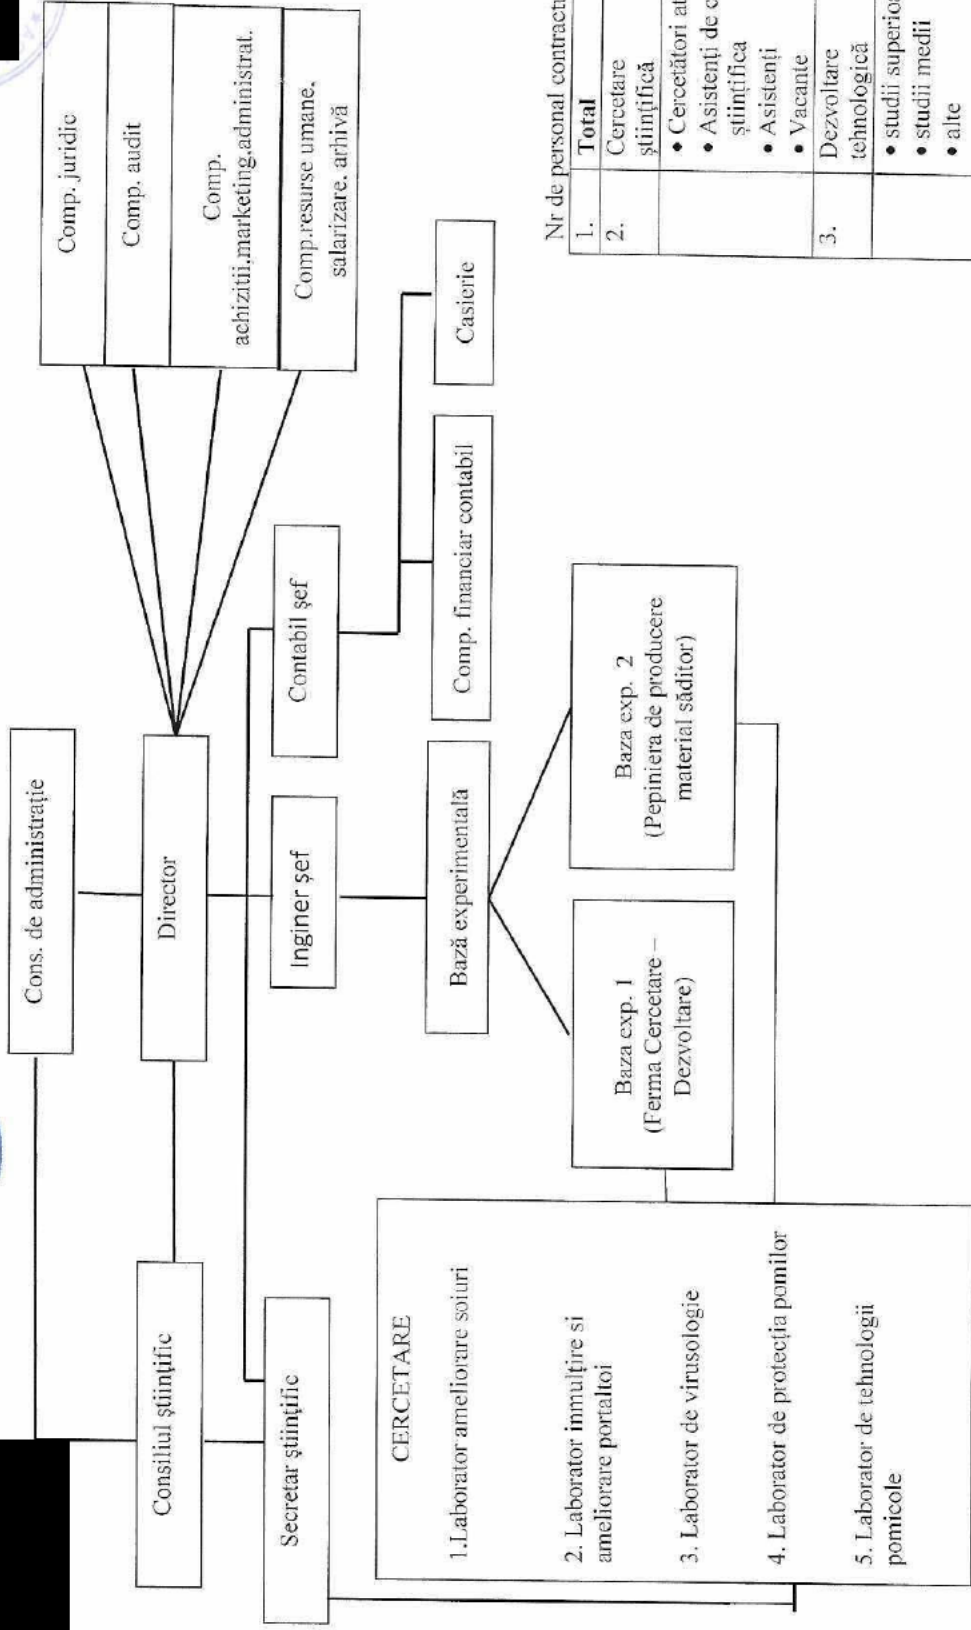 Cons. de administrație
Director
Consiliul științific
Secretar științific
Inginer șef
Contabil șef
Comp. juridic
Comp. audit
Comp.
achizitii,marketing,administrat.
Comp.resurse umane,
salarizare, arhivă
Bază experimentală
Comp. financiar contabil
Casierie
Baza exp. 1
(Ferma Cercetare –
Dezvoltare)
Baza exp. 2
(Pepiniera de producere
material săditor)
CERCETARE
1.Laborator ameliorare soiuri
2. Laborator inmulțire si
ameliorare portaltoi
3. Laborator de virusologie
4. Laborator de protecția pomilor
5. Laborator de tehnologii
pomicole
Nr de personal contractu
1. Total
2. Cercetare
științifică
• Cercetători at
• Asistenți de c
științifica
• Asistenți
• Vacante
3. Dezvoltare
tehnologică
• studii superioa
• studii medii
• alte